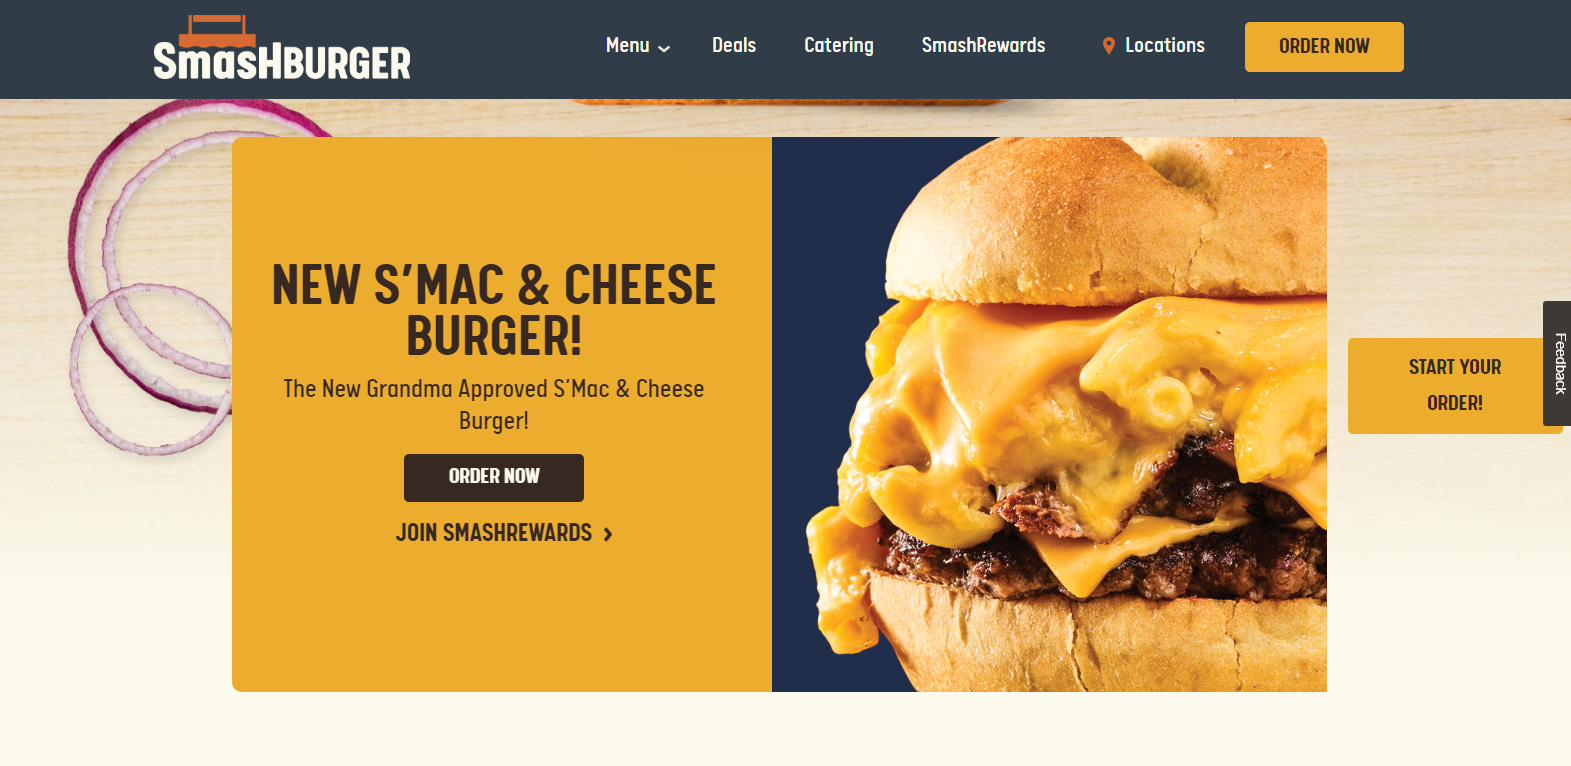 SmasHBURGER
Menu
Deals
Catering
SmashRewards
Locations
ORDER NOW
NEW S'MAC & CHEESE
BURGER!
The New Grandma Approved S'Mac & Cheese
Burger!
ORDER NOW
JOIN SMASHREWARDS
START YOUR
ORDER!
Feedback